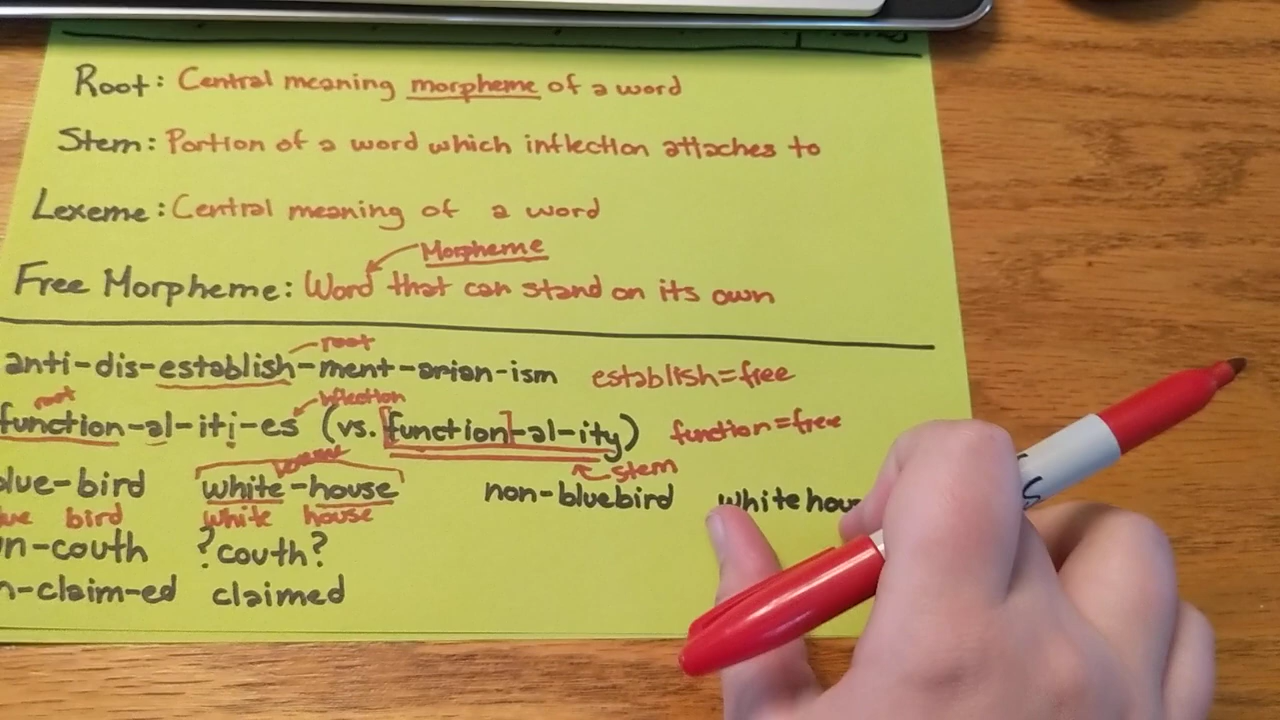 Root: Central meaning morpheme of a word
Stem: Portion of a word which inflection attaches to
Lexeme: Central meaning of a word
Morpheme
Free Morpheme: Word that can stand on its own
root
anti-dis-establish-ment-arian-ism establish=free
root inflection
function-al-iti-es (vs. function-al-ity) function=free
lexeme stem
lue-bird white-house non-bluebird whitehou
ue bird white house
n-couth ?couth?
n-claim-ed claimed